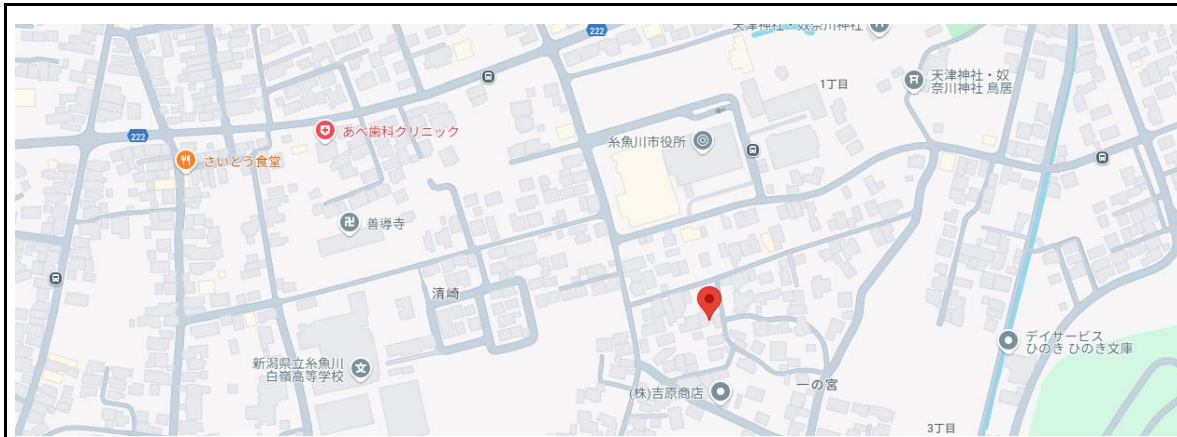 222
天津神社・奴奈川神社
1丁目
天津神社・奴
奈川神社 鳥居
222
あべ歯科クリニック
糸魚川市役所
さいとう食堂
善導寺
清崎
デイサービス
ひのき ひのき文庫
新潟県立糸魚川
白嶺高等学校
(株)吉原商店
一の宮
3丁目